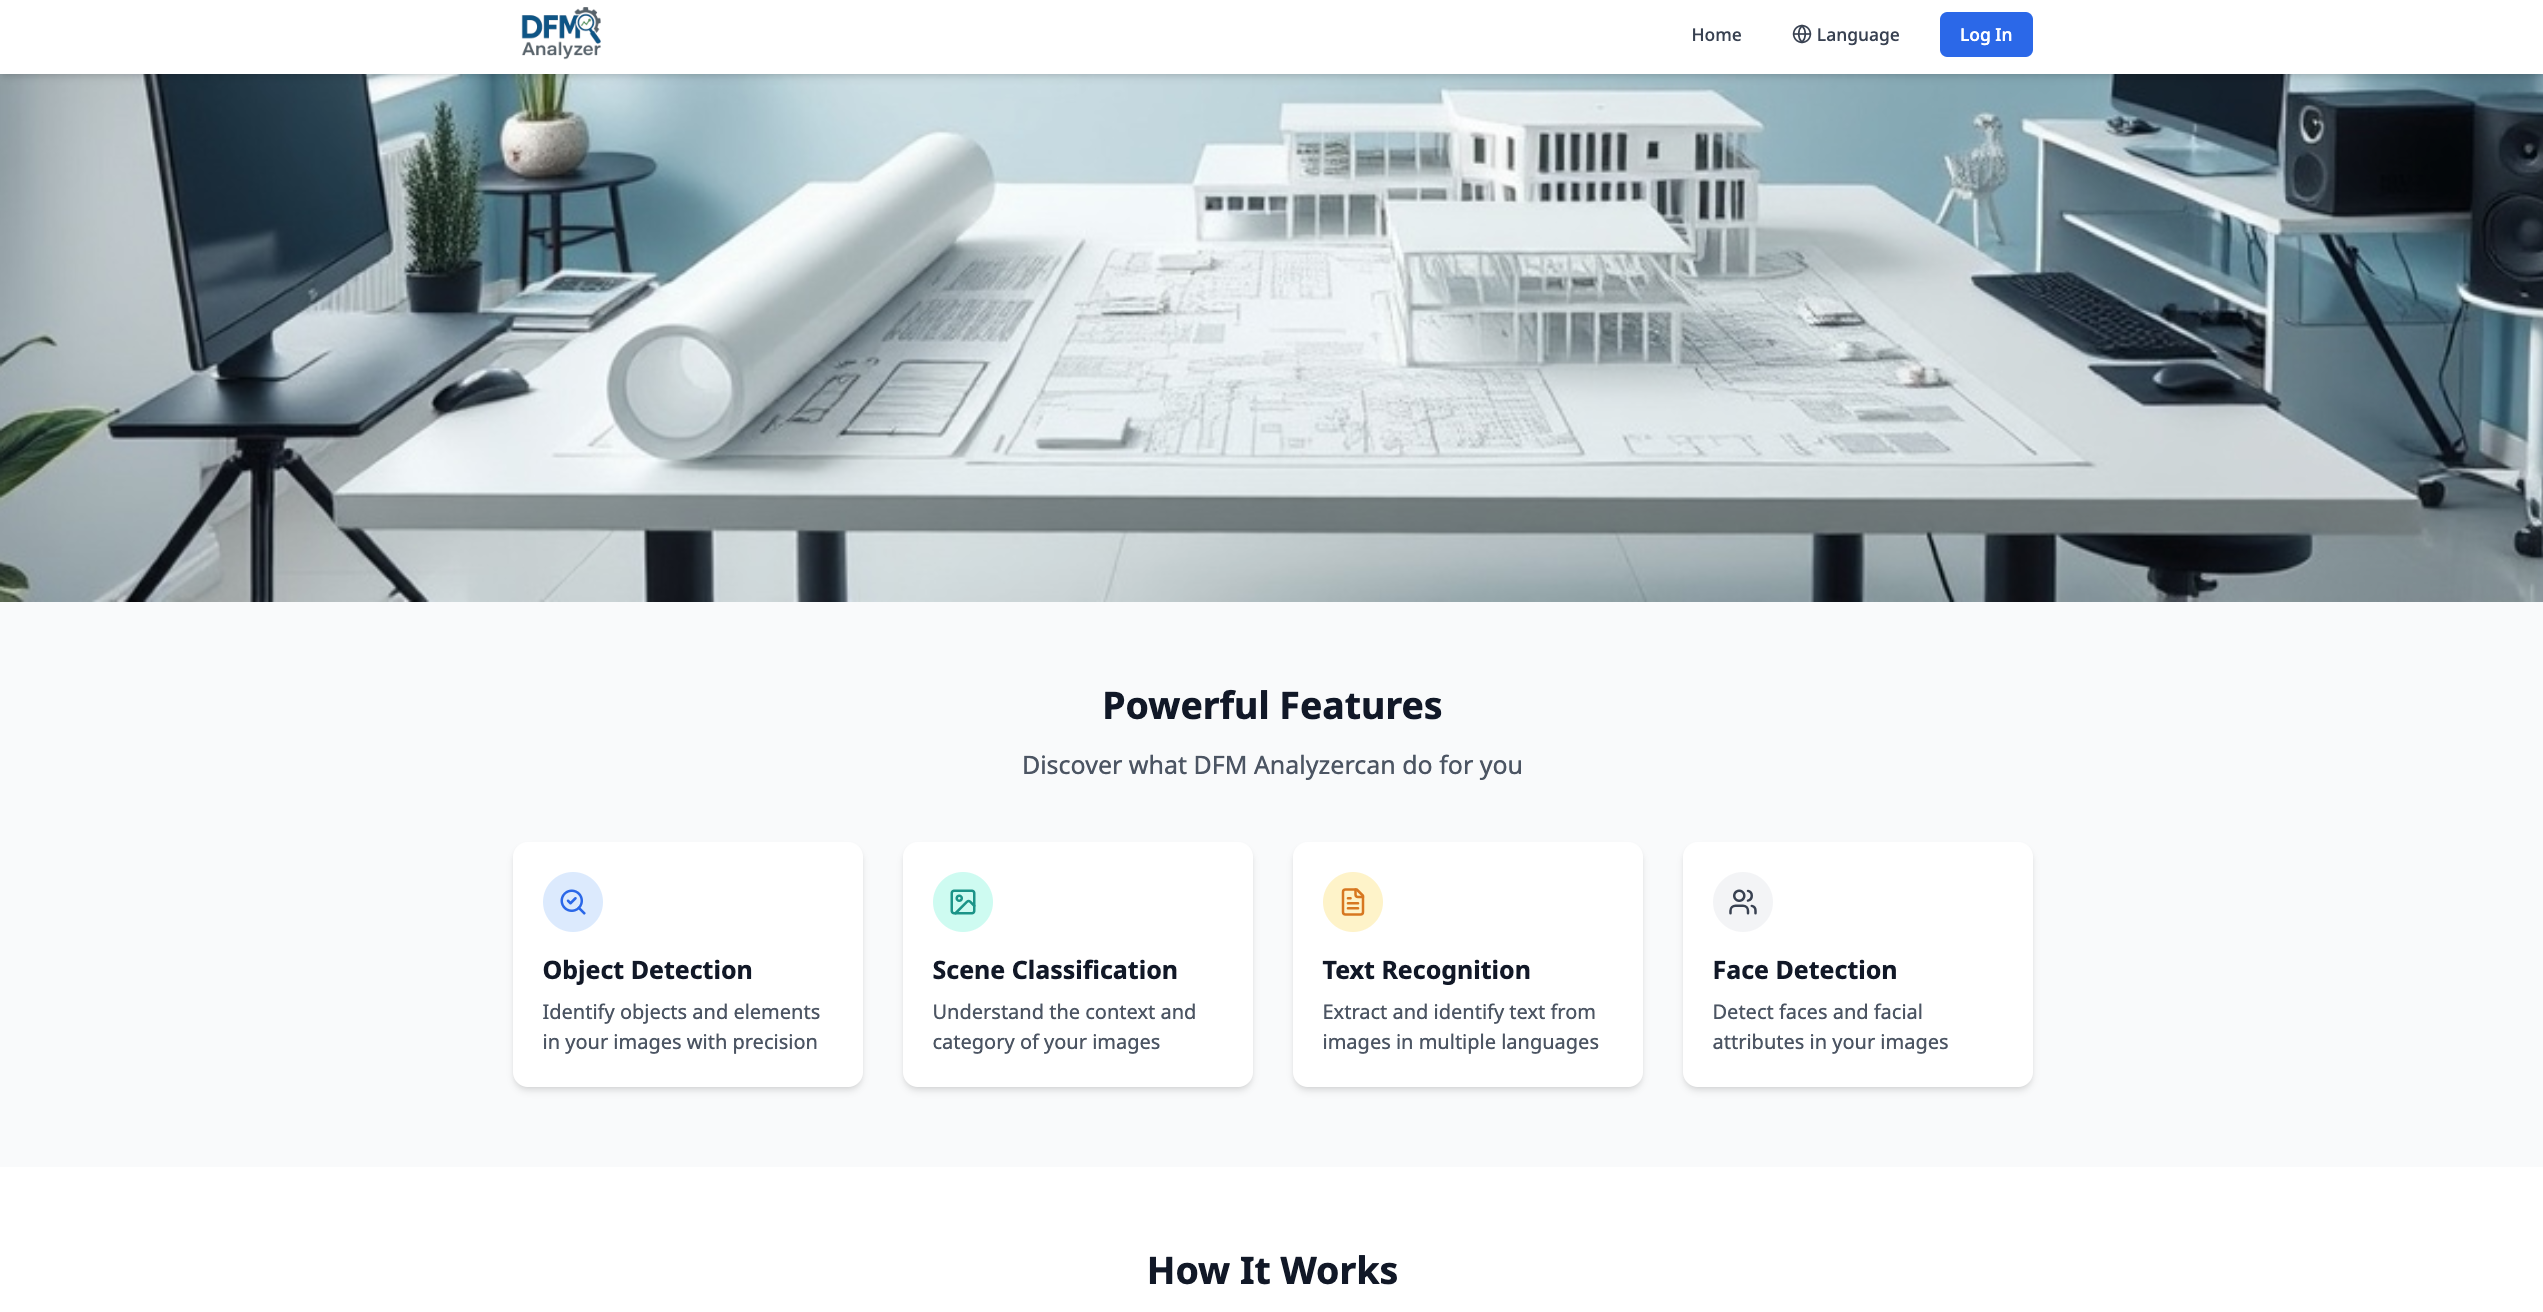 DFM
Analyzer
Home
Language
Log In
Powerful Features
Discover what DFM Analyzercan do for you
Object Detection
Identify objects and elements
in your images with precision
Scene Classification
Understand the context and
category of your images
Text Recognition
Extract and identify text from
images in multiple languages
Face Detection
Detect faces and facial
attributes in your images
How It Works